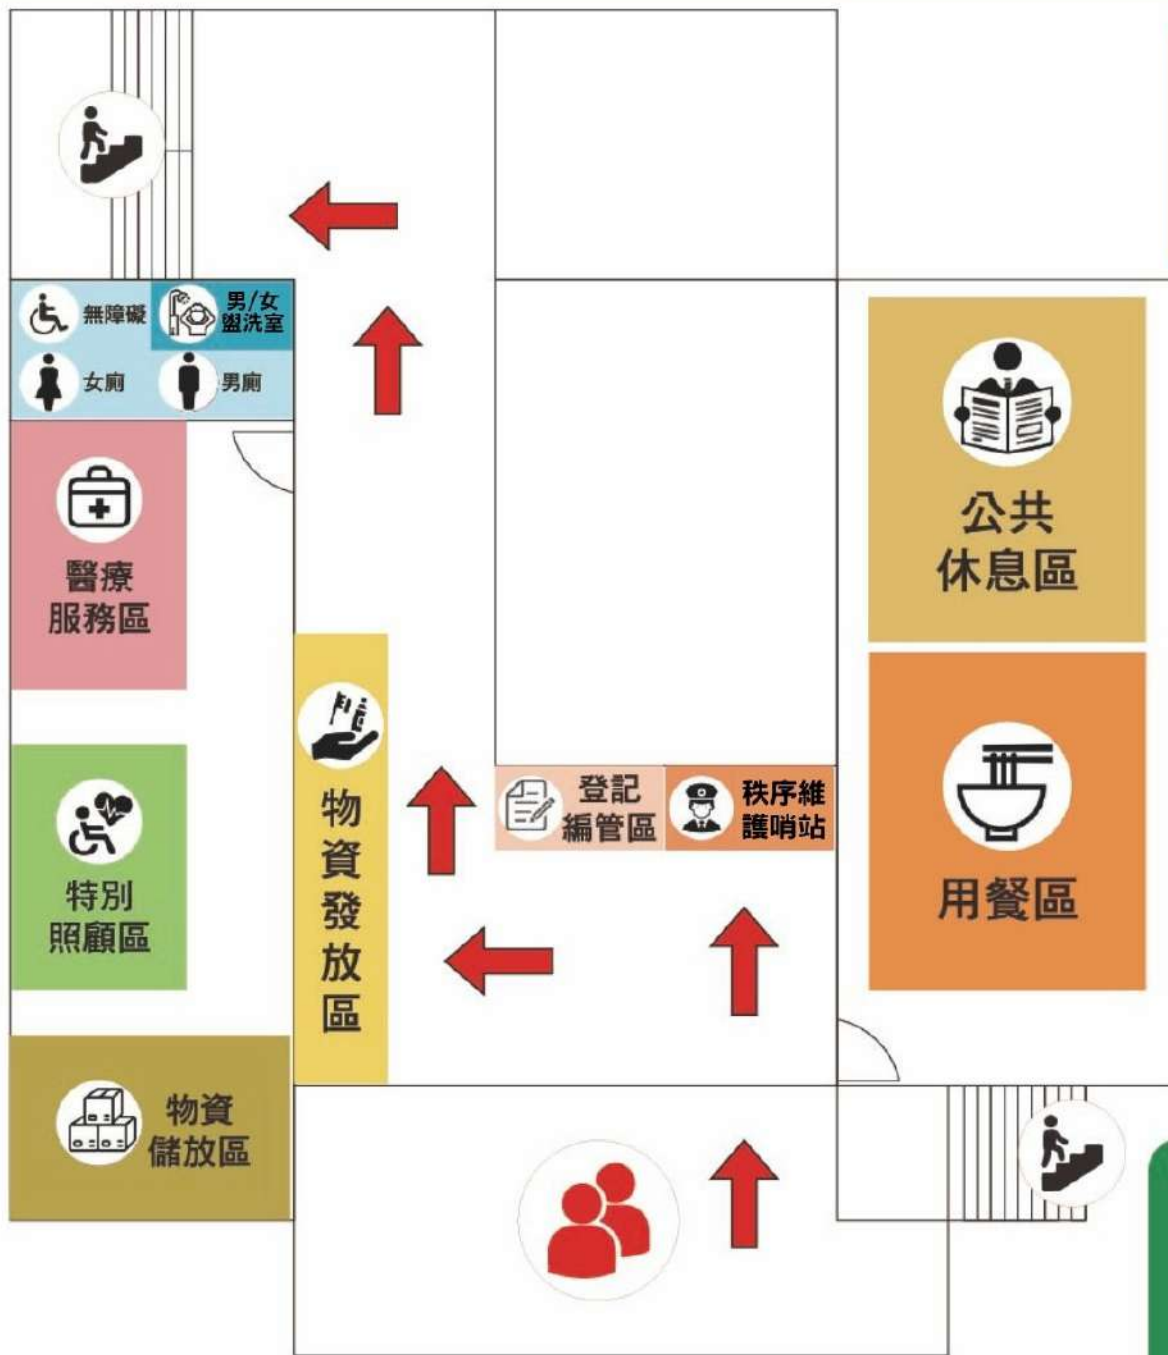 無障礙
男/女
盥洗室
女廁
男廁
醫療
服務區
公共
休息區
物資發放區
登記
編管區
秩序維
護哨站
特別
照顧區
用餐區
物資
儲放區